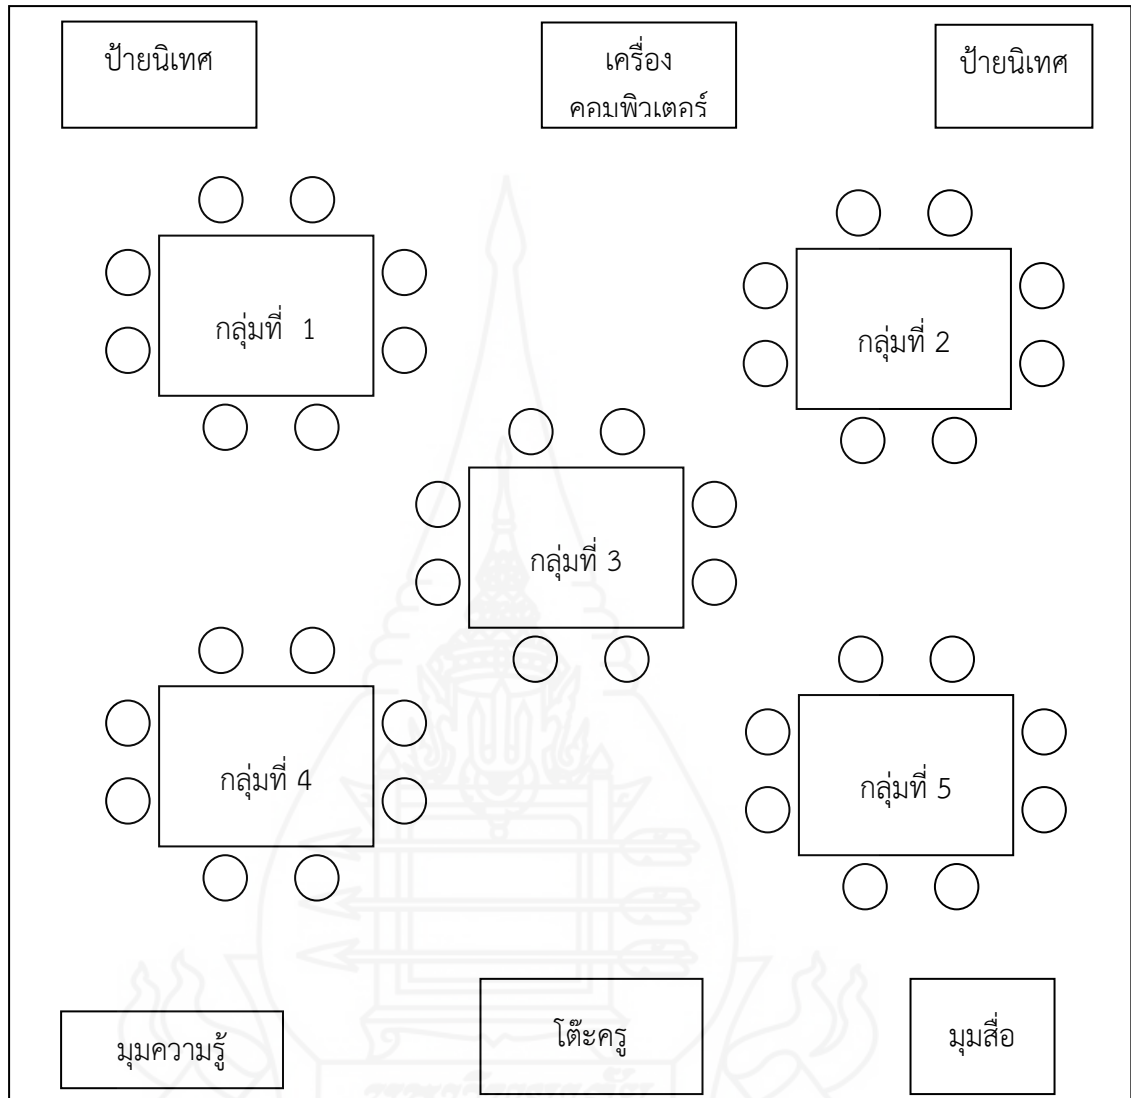 ป้ายนิเทศ
เครื่อง
คอมพิวเตอร์
ป้ายนิเทศ
กลุ่มที่ 1
กลุ่มที่ 2
กลุ่มที่ 3
กลุ่มที่ 4
กลุ่มที่ 5
มุมความรู้
โต๊ะครู
มุมสื่อ